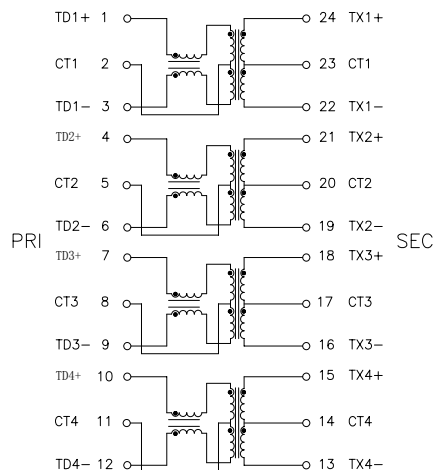 TD1+ 1 24 TX1+
CT1 2 23 CT1
TD1- 3 22 TX1-
TD2+ 4 21 TX2+
CT2 5 20 CT2
TD2- 6 19 TX2-
PRI SEC
TD3+ 7 18 TX3+
CT3 8 17 CT3
TD3- 9 16 TX3-
TD4+ 10 15 TX4+
CT4 11 14 CT4
TD4- 12 13 TX4-